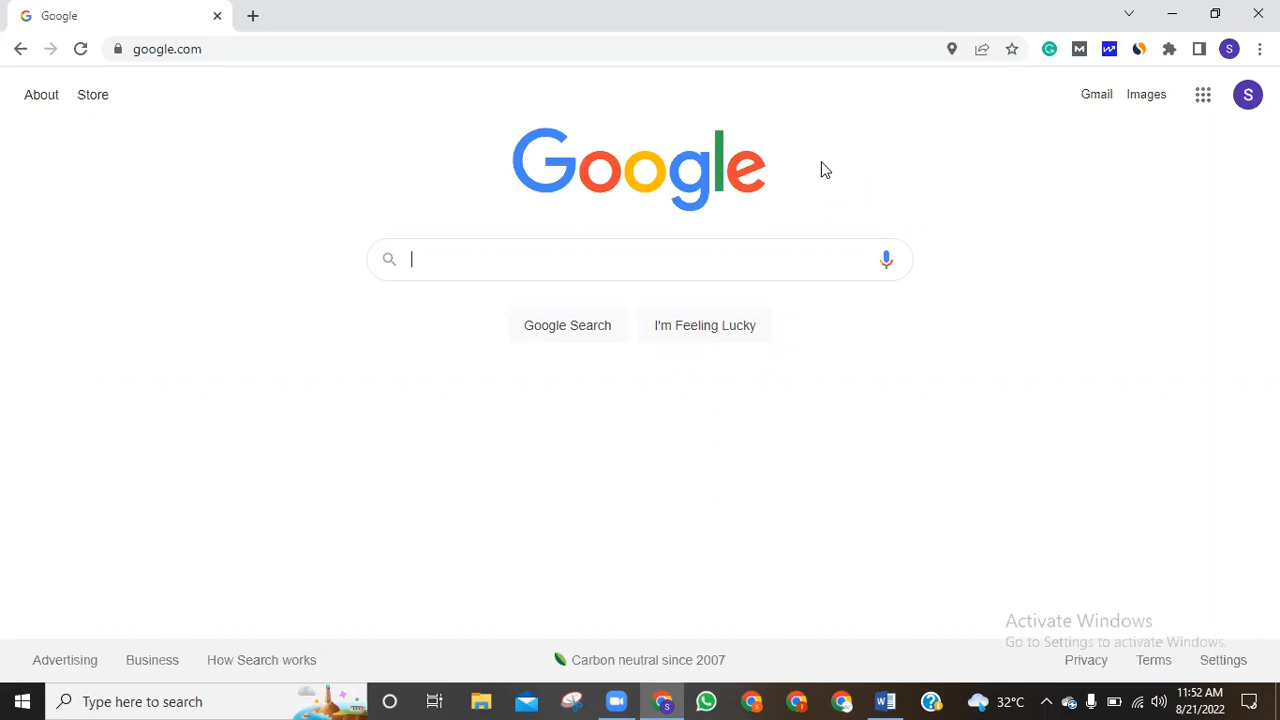 Google
google.com
S
About Store
Gmail Images
S
Google
Google Search I'm Feeling Lucky
Activate Windows
Go to Settings to activate Windows.
Advertising Business How Search works
Carbon neutral since 2007
Privacy Terms Settings
Type here to search
32°C
11:52 AM
8/21/2022